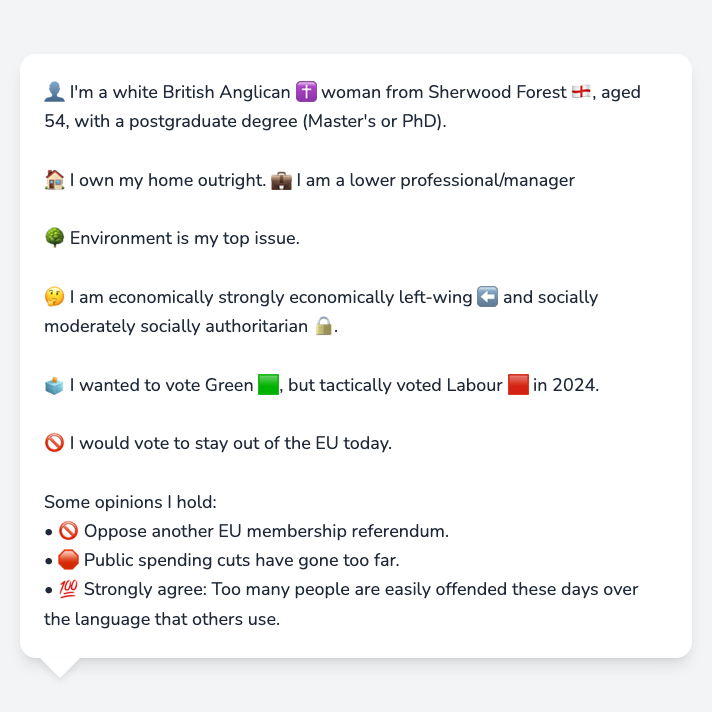 👤 I'm a white British Anglican ✝️ woman from Sherwood Forest 🏴󠁧󠁢󠁥󠁮󠁧󠁿, aged
54, with a postgraduate degree (Master's or PhD).
🏠 I own my home outright. 💼 I am a lower professional/manager
🌳 Environment is my top issue.
🤔 I am economically strongly economically left-wing ⬅️ and socially
moderately socially authoritarian 🔒.
🗳️ I wanted to vote Green 🟩, but tactically voted Labour 🟥 in 2024.
🚫 I would vote to stay out of the EU today.
Some opinions I hold:
• 🚫 Oppose another EU membership referendum.
• 🛑 Public spending cuts have gone too far.
• 💯 Strongly agree: Too many people are easily offended these days over
the language that others use.